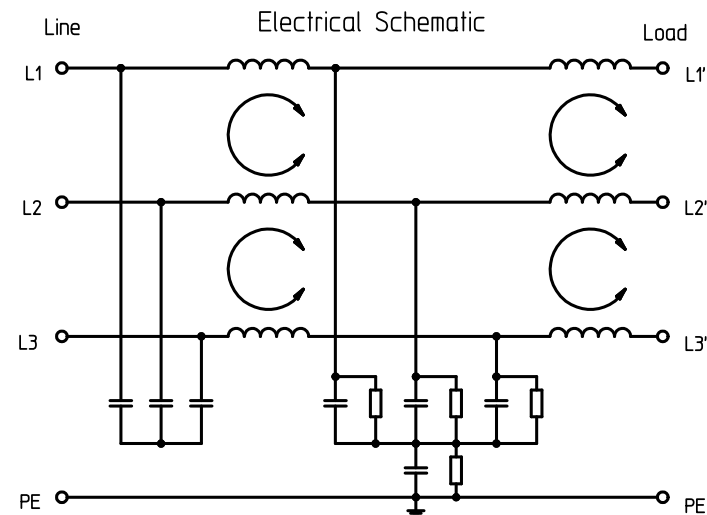 Electrical Schematic
Line
Load
L1
L1'
L2
L2'
L3
L3'
PE
PE